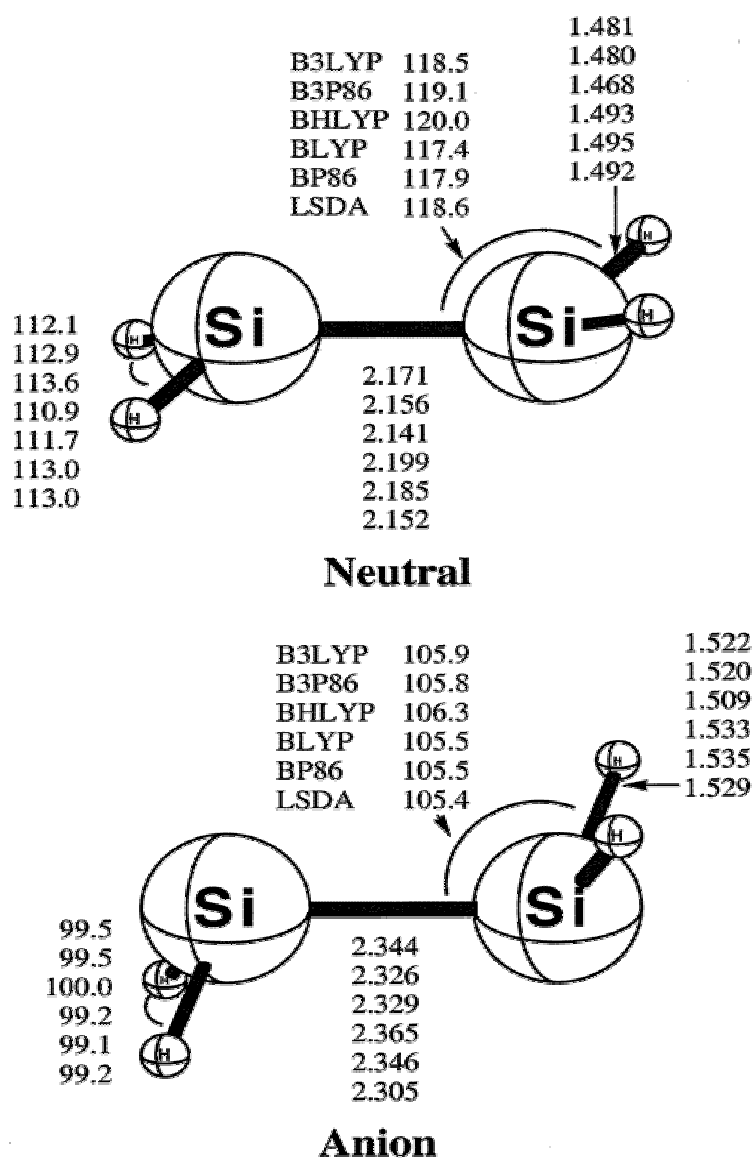 1.481
1.480
1.468
1.493
1.495
1.492
B3LYP 118.5
B3P86 119.1
BHLYP 120.0
BLYP 117.4
BP86 117.9
LSDA 118.6
H
H
Si
Si
H
H
112.1
112.9
113.6
110.9
111.7
113.0
113.0
2.171
2.156
2.141
2.199
2.185
2.152
Neutral
B3LYP 105.9
B3P86 105.8
BHLYP 106.3
BLYP 105.5
BP86 105.5
LSDA 105.4
1.522
1.520
1.509
1.533
1.535
1.529
H
H
Si
Si
H
H
99.5
99.5
100.0
99.2
99.1
99.2
2.344
2.326
2.329
2.365
2.346
2.305
Anion